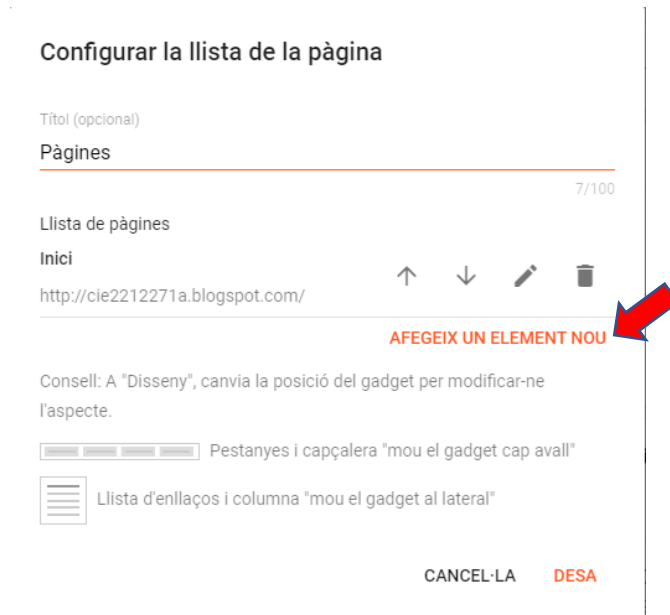 Configurar la llista de la pàgina
Títol (opcional)
Pàgines
7/100
Llista de pàgines
Inici
http://cie2212271a.blogspot.com/
AFEGEIX UN ELEMENT NOU
Consell: A "Disseny", canvia la posició del gadget per modificar-ne
l'aspecte.
Pestanyes i capçalera "mou el gadget cap avall"
Llista d'enllaços i columna "mou el gadget al lateral"
CANCEL·LA DESA